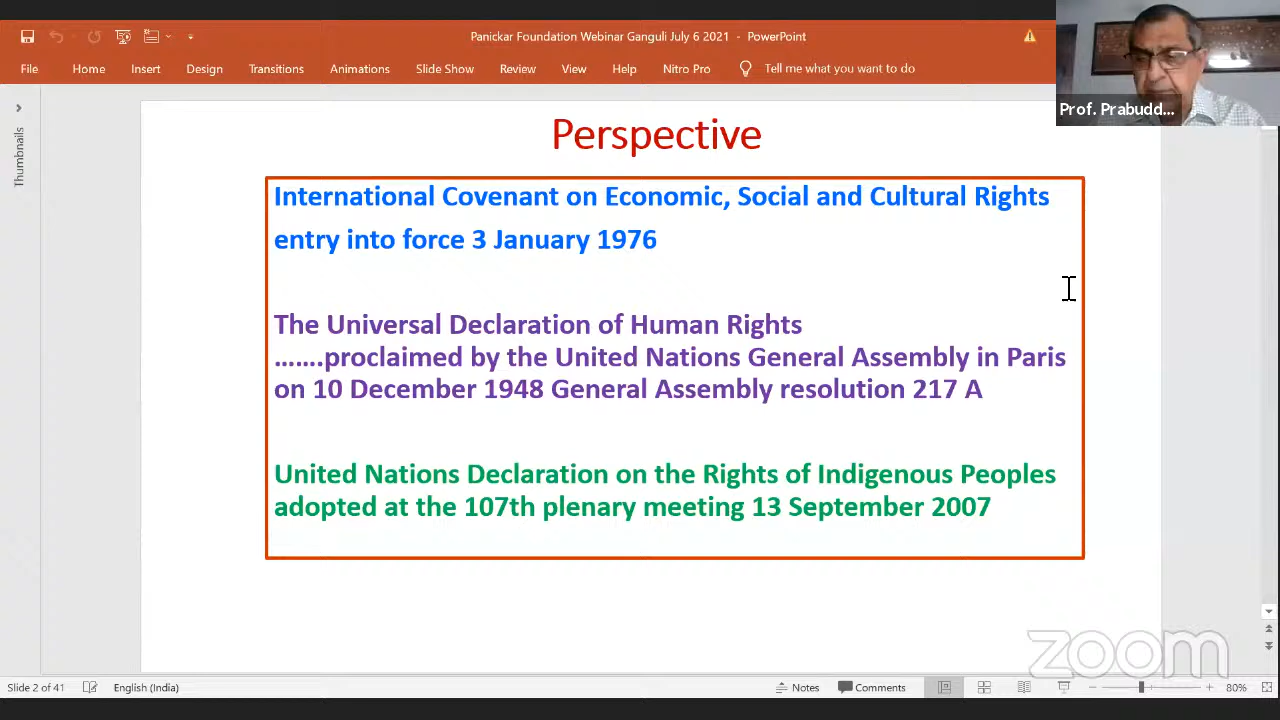 Panickar Foundation Webinar Ganguli July 6 2021 - PowerPoint
File Home Insert Design Transitions Animations Slide Show Review View Help Nitro Pro Tell me what you want to do
Prof. Prabudd...
Thumbnails
Perspective
International Covenant on Economic, Social and Cultural Rights
entry into force 3 January 1976
The Universal Declaration of Human Rights
.......proclaimed by the United Nations General Assembly in Paris
on 10 December 1948 General Assembly resolution 217 A
United Nations Declaration on the Rights of Indigenous Peoples
adopted at the 107th plenary meeting 13 September 2007
zoom
Slide 2 of 41 English (India) Notes Comments 80%